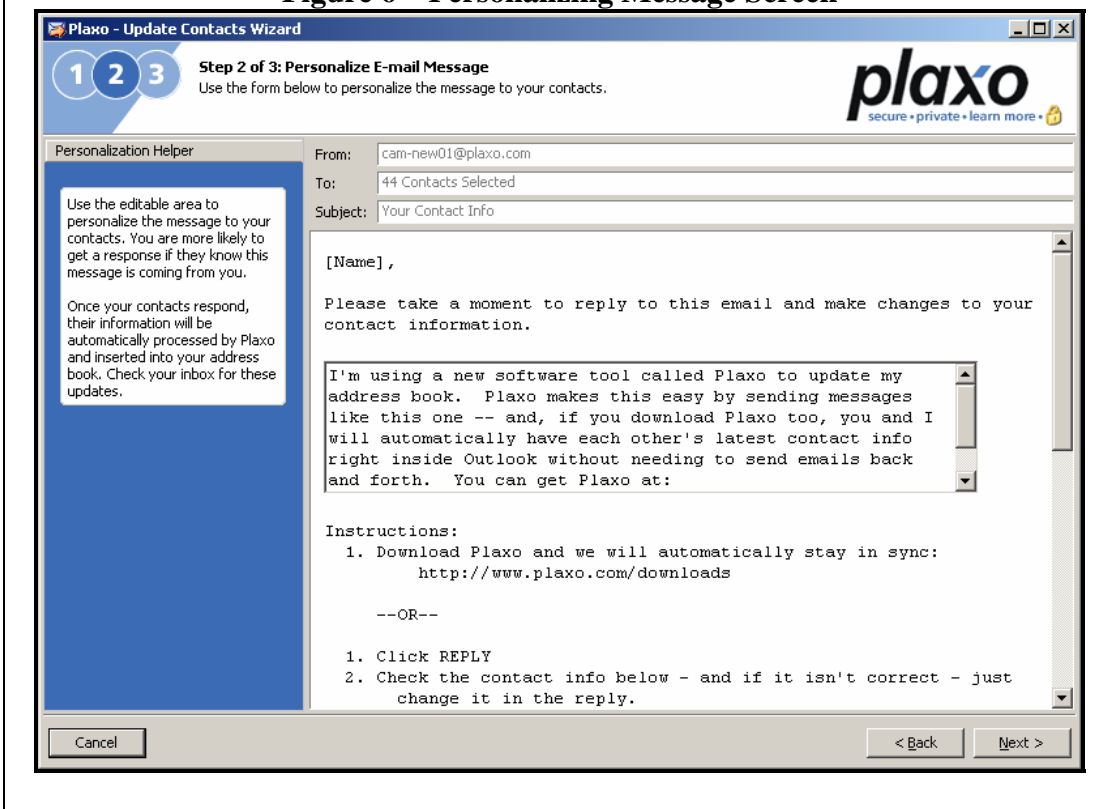 Figure 6 – Personalizing Message Screen
Plaxo - Update Contacts Wizard
1 2 3
Step 2 of 3: Personalize E-mail Message
Use the form below to personalize the message to your contacts.
plaxo
secure • private • learn more •
Personalization Helper
Use the editable area to
personalize the message to your
contacts. You are more likely to
get a response if they know this
message is coming from you.
Once your contacts respond,
their information will be
automatically processed by Plaxo
and inserted into your address
book. Check your inbox for these
updates.
From: cam-new01@plaxo.com
To: 44 Contacts Selected
Subject: Your Contact Info
[Name],
Please take a moment to reply to this email and make changes to your
contact information.
I'm using a new software tool called Plaxo to update my
address book.  Plaxo makes this easy by sending messages
like this one -- and, if you download Plaxo too, you and I
will automatically have each other's latest contact info
right inside Outlook without needing to send emails back
and forth.  You can get Plaxo at:
Instructions:
1. Download Plaxo and we will automatically stay in sync:
http://www.plaxo.com/downloads
--OR--
1. Click REPLY
2. Check the contact info below - and if it isn't correct - just
change it in the reply.
Cancel
< Back
Next >